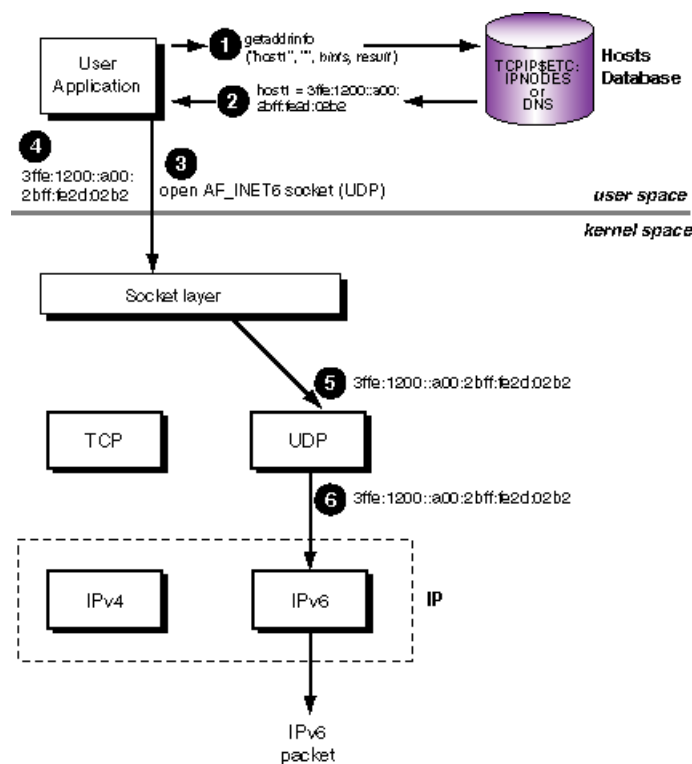 User
Application
1
getaddrinfo
("host1", "", hints, result)
TCPIP$ETC:
IPNODES
or
DNS
Hosts
Database
2
host1 = 3ffe:1200::a00:
2bff:fe2d:02b2
4
3ffe:1200::a00:
2bff:fe2d:02b2
3
open AF_INET6 socket (UDP)
user space
kernel space
Socket layer
5
3ffe:1200::a00:2bff:fe2d:02b2
TCP
UDP
6
3ffe:1200::a00:2bff:fe2d:02b2
IPv4
IPv6
IP
IPv6
packet